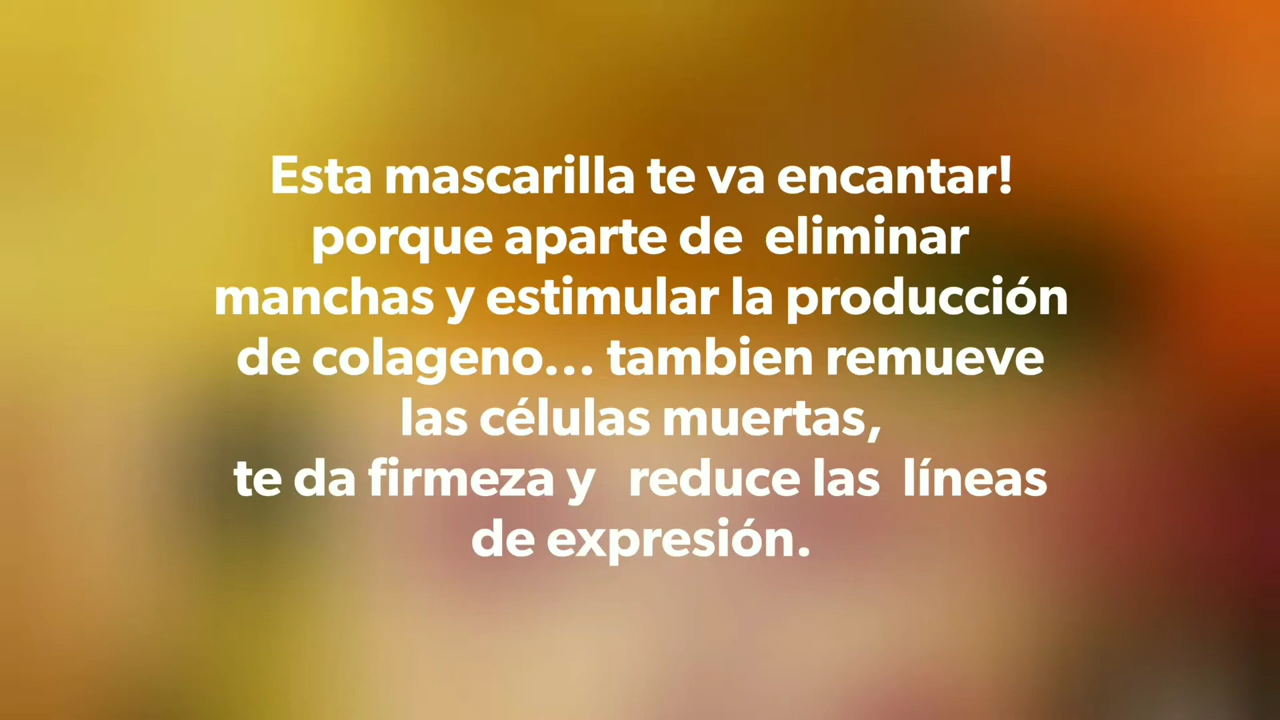 Esta mascarilla te va encantar!
porque aparte de eliminar
manchas y estimular la producción
de colageno... tambien remueve
las células muertas,
te da firmeza y reduce las líneas
de expresión.